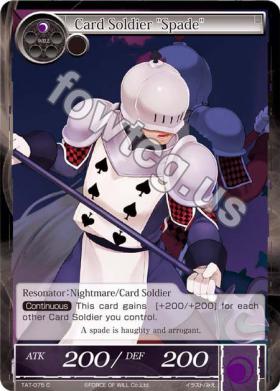 Card Soldier "Spade"
WILL
fowtcg.us
Resonator : Nightmare/Card Soldier
Continuous This card gains [+200/+200] for each
other Card Soldier you control.
A spade is haughty and arrogant.
ATK 200 / DEF 200
TAT-075 C ©FORCE OF WILL Co.,Ltd.